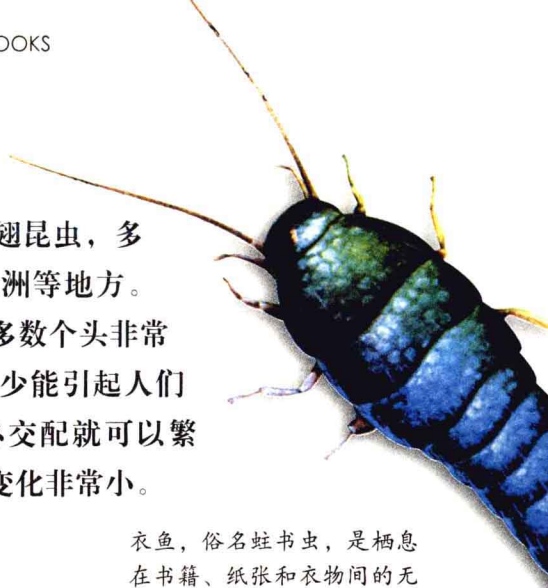 OOKS
翅昆虫，多
洲等地方。
多数个头非常
少能引起人们
交配就可以繁
变化非常小。
衣鱼，俗名蛀书虫，是栖息
在书籍、纸张和衣物间的无